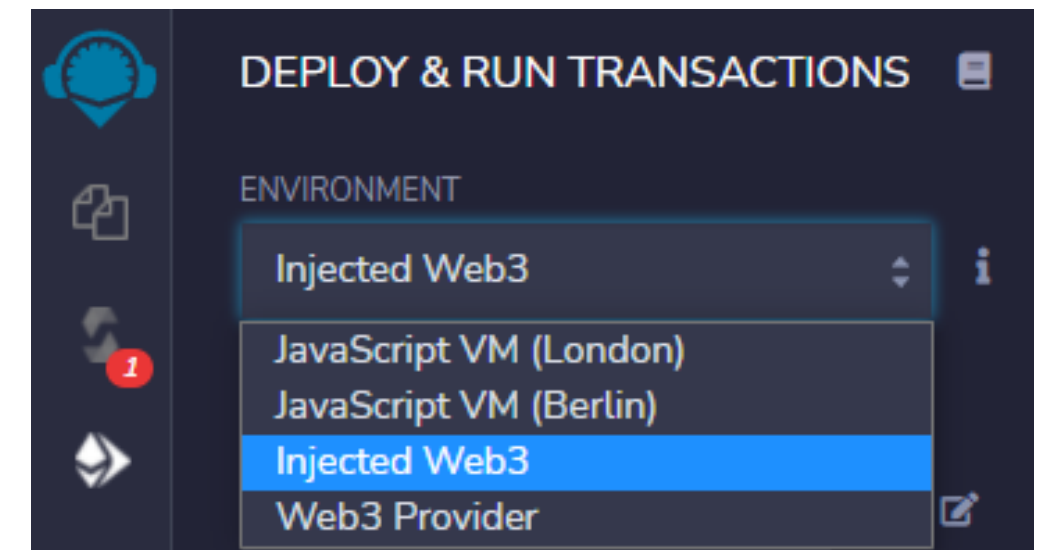 DEPLOY & RUN TRANSACTIONS
ENVIRONMENT
Injected Web3
JavaScript VM (London)
1
JavaScript VM (Berlin)
Injected Web3
Web3 Provider